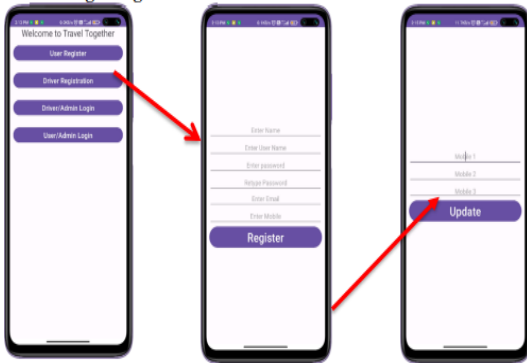 Welcome to Travel Together
User Register
Driver Registration
Driver/Admin Login
User/Admin Login
Enter Name
Enter User Name
Enter password
Retype Password
Enter Email
Enter Mobile
Register
Mobile 1
Mobile 2
Mobile 3
Update